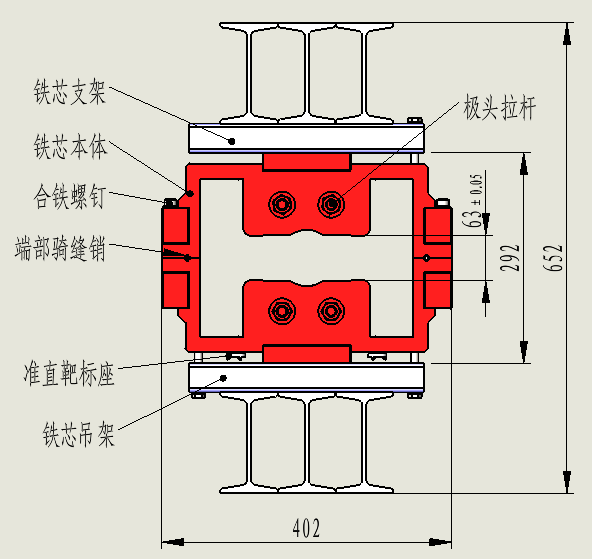 铁芯支架
极头拉杆
铁芯本体
合铁螺钉
63±0.05
端部骑缝销
292
652
准直靶标座
铁芯吊架
402